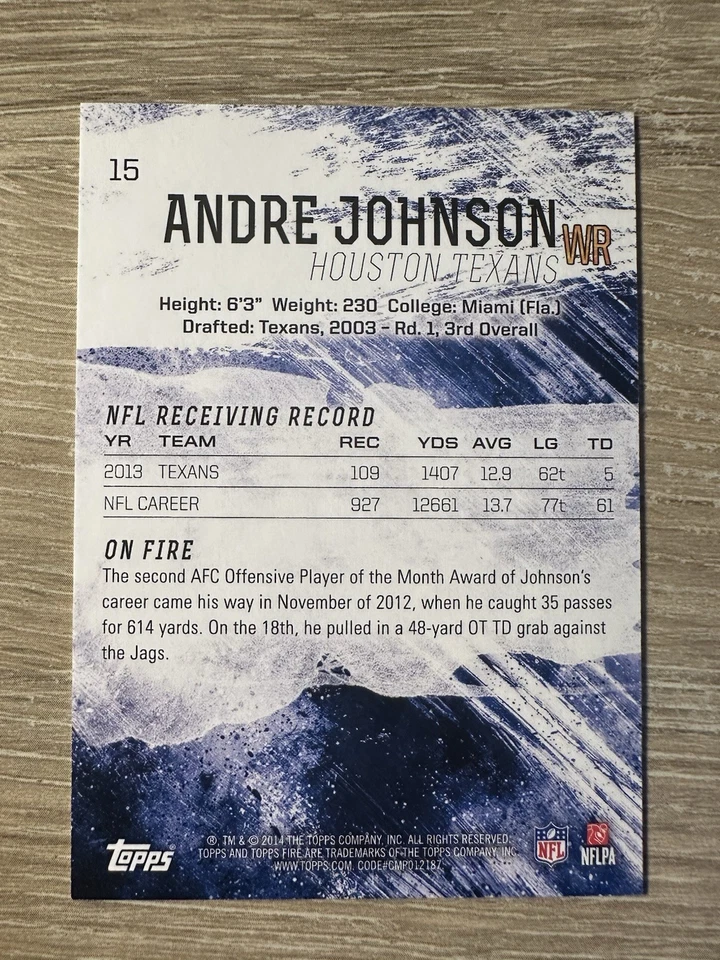 15
ANDRE JOHNSON WR
HOUSTON TEXANS
Height: 6'3" Weight: 230 College: Miami (Fla.)
Drafted: Texans, 2003 – Rd. 1, 3rd Overall
NFL RECEIVING RECORD
YR TEAM REC YDS AVG LG TD
2013 TEXANS 109 1407 12.9 62t 5
NFL CAREER 927 12661 13.7 77t 61
ON FIRE
The second AFC Offensive Player of the Month Award of Johnson's
career came his way in November of 2012, when he caught 35 passes
for 614 yards. On the 18th, he pulled in a 48-yard OT TD grab against
the Jags.
Topps
®, TM & © 2014 THE TOPPS COMPANY, INC. ALL RIGHTS RESERVED.
TOPPS AND TOPPS FIRE ARE TRADEMARKS OF THE TOPPS COMPANY, INC.
WWW.TOPPS.COM. CODE#CMP012187
NFL
NFLPA